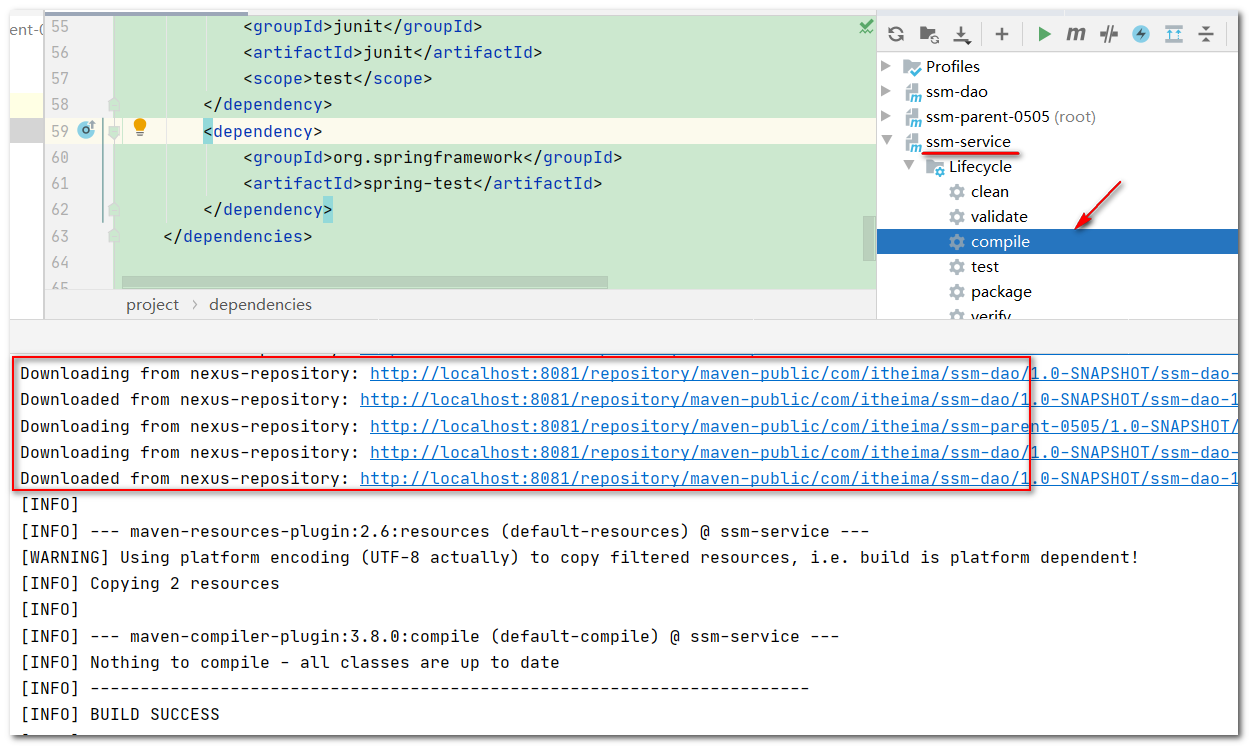 ent-0
55 <groupId>junit</groupId>
56 <artifactId>junit</artifactId>
57 <scope>test</scope>
58 </dependency>
59 <dependency>
60 <groupId>org.springframework</groupId>
61 <artifactId>spring-test</artifactId>
62 </dependency>
63 </dependencies>
64
65
project > dependencies
Profiles
ssm-dao
ssm-parent-0505 (root)
ssm-service
Lifecycle
clean
validate
compile
test
package
verify
Downloading from nexus-repository: http://localhost:8081/repository/maven-public/com/itheima/ssm-dao/1.0-SNAPSHOT/ssm-dao-
Downloaded from nexus-repository: http://localhost:8081/repository/maven-public/com/itheima/ssm-dao/1.0-SNAPSHOT/ssm-dao-1
Downloading from nexus-repository: http://localhost:8081/repository/maven-public/com/itheima/ssm-parent-0505/1.0-SNAPSHOT/
Downloading from nexus-repository: http://localhost:8081/repository/maven-public/com/itheima/ssm-dao/1.0-SNAPSHOT/ssm-dao-
Downloaded from nexus-repository: http://localhost:8081/repository/maven-public/com/itheima/ssm-dao/1.0-SNAPSHOT/ssm-dao-1
[INFO]
[INFO] --- maven-resources-plugin:2.6:resources (default-resources) @ ssm-service ---
[WARNING] Using platform encoding (UTF-8 actually) to copy filtered resources, i.e. build is platform dependent!
[INFO] Copying 2 resources
[INFO]
[INFO] --- maven-compiler-plugin:3.8.0:compile (default-compile) @ ssm-service ---
[INFO] Nothing to compile - all classes are up to date
[INFO] ------------------------------------------------------------------------
[INFO] BUILD SUCCESS